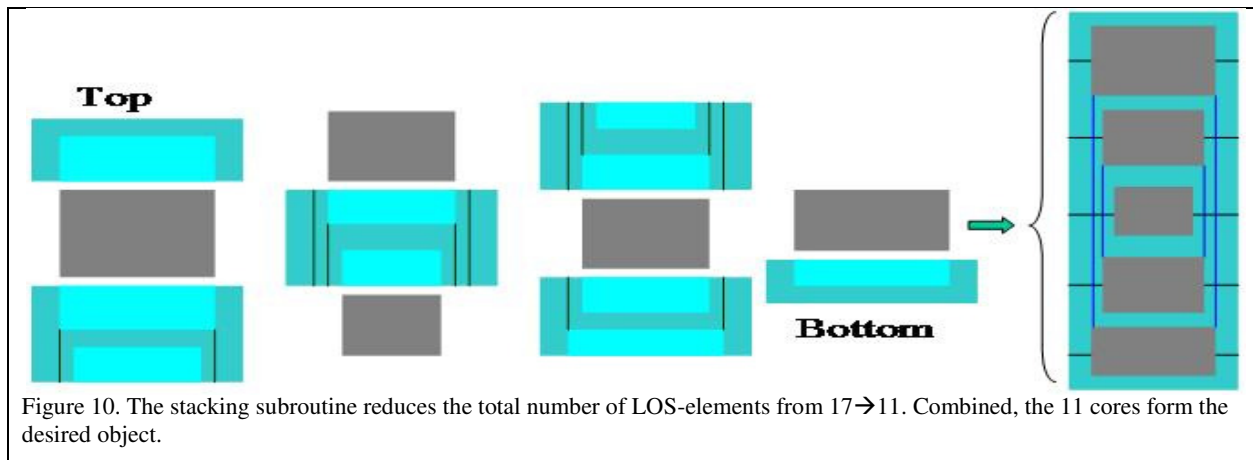 Top
Bottom
Figure 10. The stacking subroutine reduces the total number of LOS-elements from 17→11. Combined, the 11 cores form the
desired object.